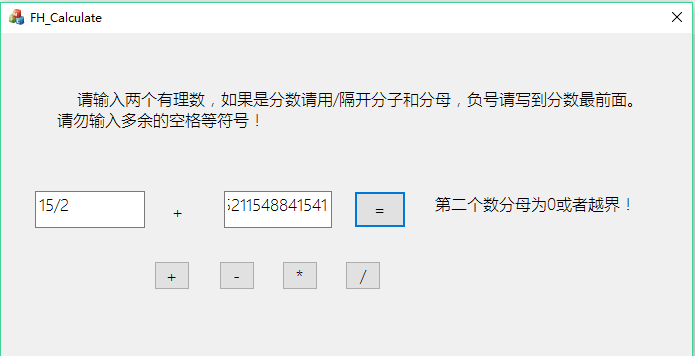 FH_Calculate
请输入两个有理数，如果是分数请用/隔开分子和分母，负号请写到分数最前面。
请勿输入多余的空格等符号！
15/2 + 5211548841541 = 第二个数分母为0或者越界！
+ - * /